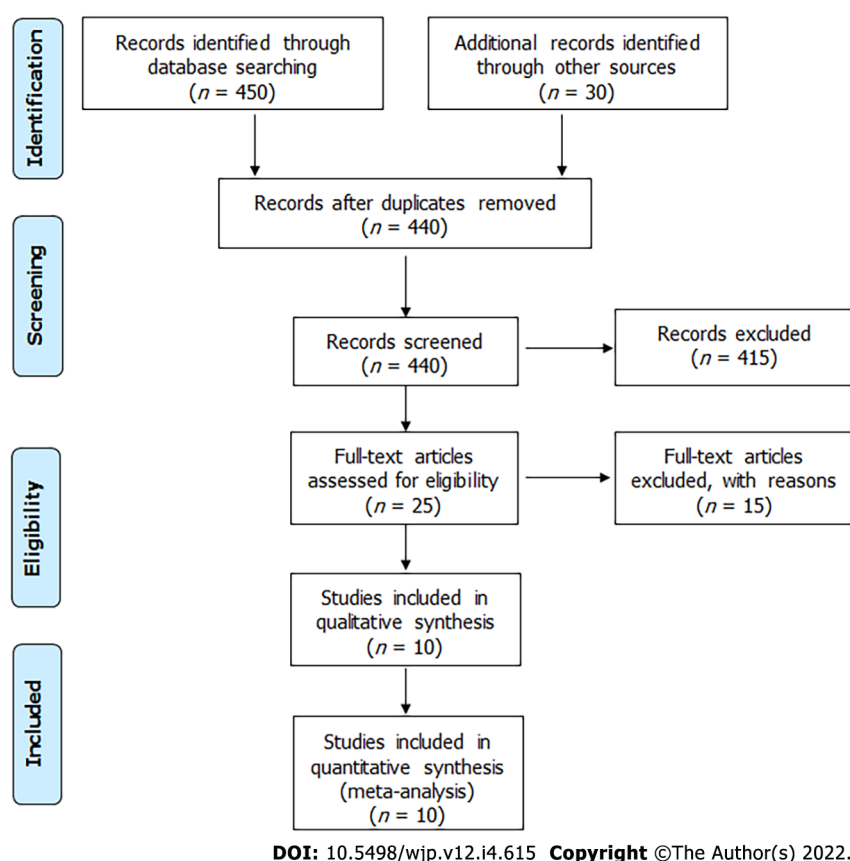 Identification
Records identified through
database searching
(n = 450)
Additional records identified
through other sources
(n = 30)
Records after duplicates removed
(n = 440)
Screening
Records screened
(n = 440)
Records excluded
(n = 415)
Eligibility
Full-text articles
assessed for eligibility
(n = 25)
Full-text articles
excluded, with reasons
(n = 15)
Studies included in
qualitative synthesis
(n = 10)
Included
Studies included in
quantitative synthesis
(meta-analysis)
(n = 10)
DOI: 10.5498/wjp.v12.i4.615 Copyright ©The Author(s) 2022.